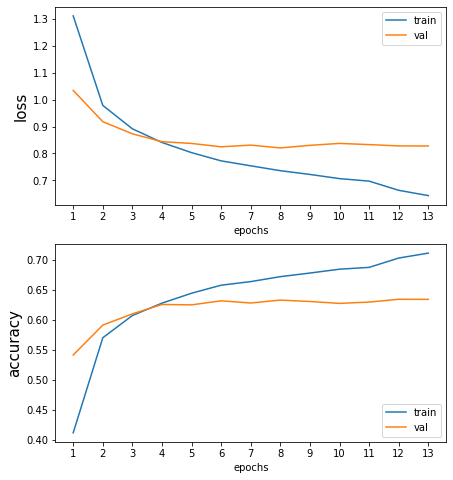 1.3
1.2
1.1
1.0
0.9
0.8
0.7
loss
train
val
1 2 3 4 5 6 7 8 9 10 11 12 13
epochs
0.70
0.65
0.60
0.55
0.50
0.45
0.40
accuracy
train
val
1 2 3 4 5 6 7 8 9 10 11 12 13
epochs